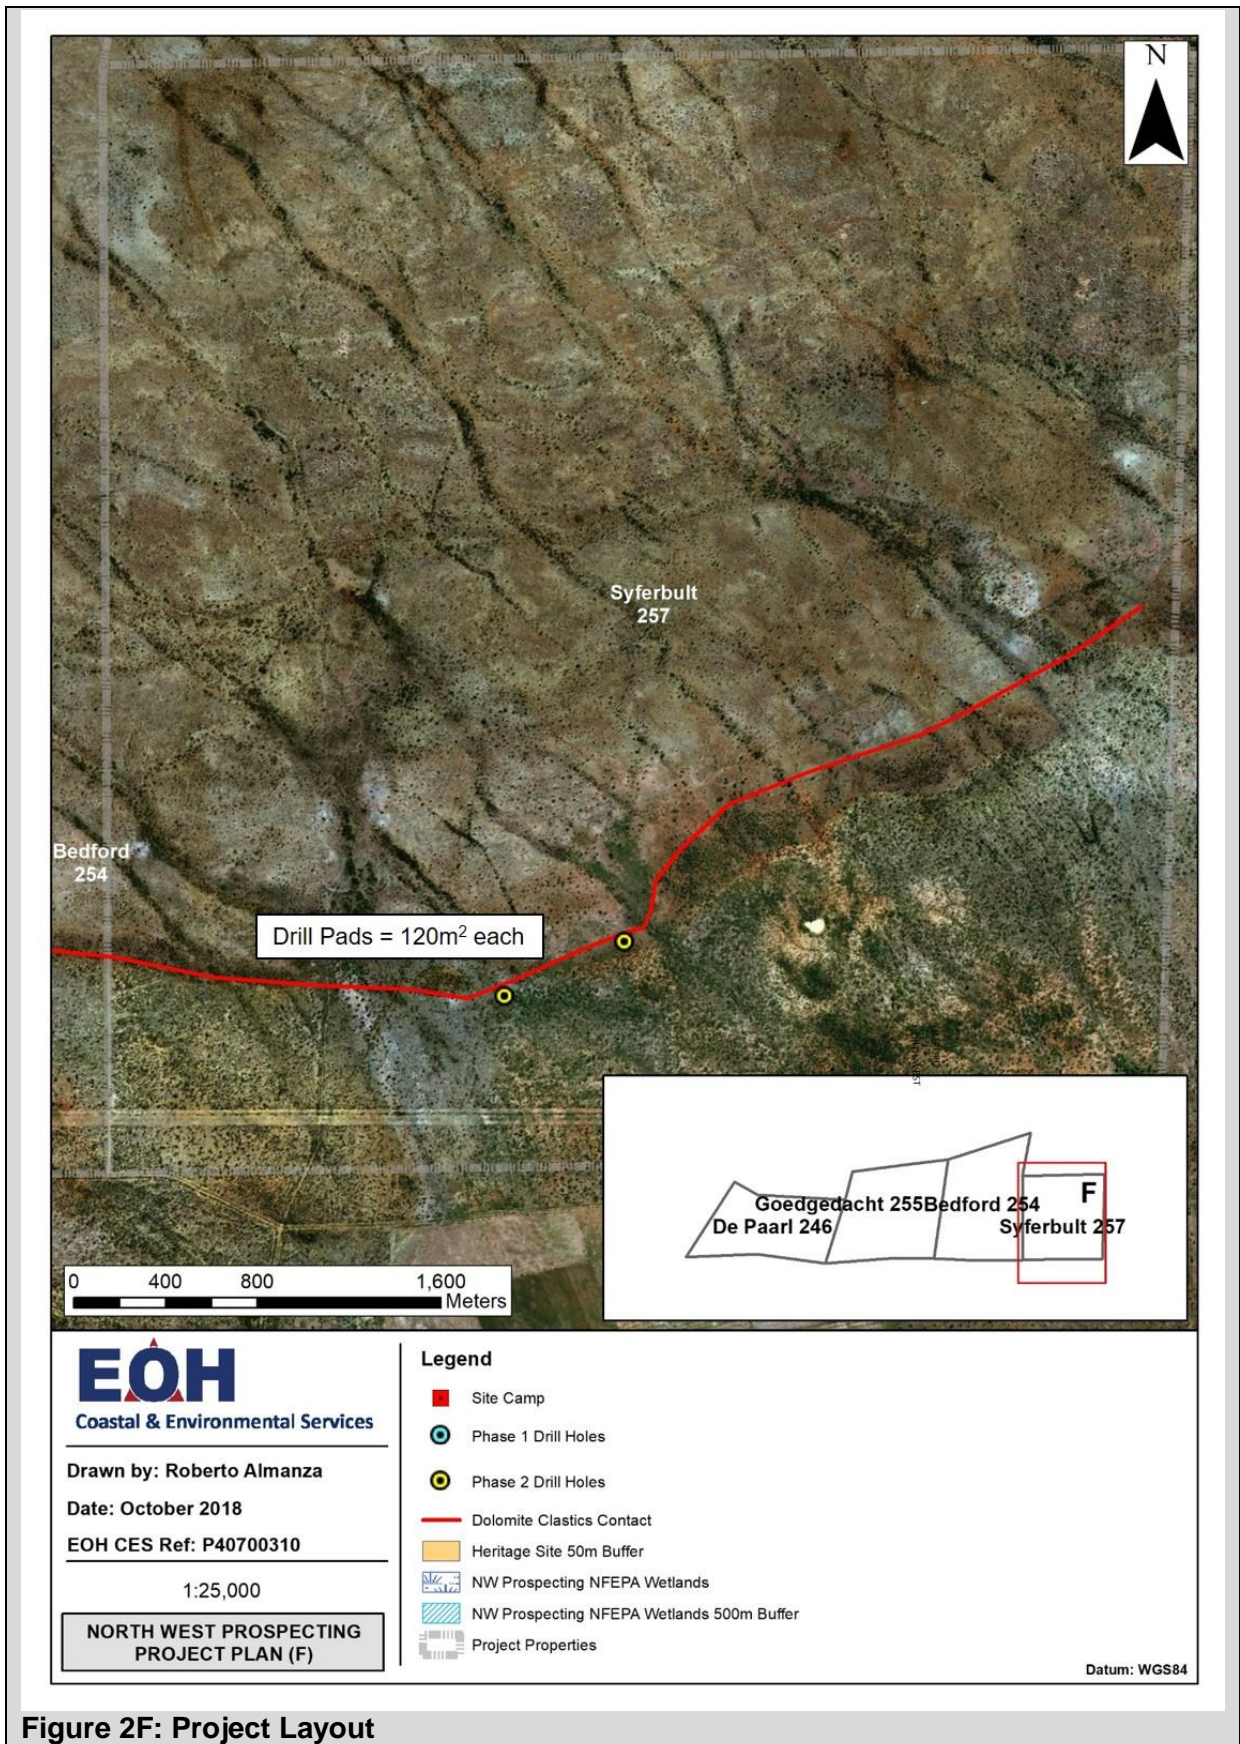 N
Syferbult
257
Bedford
254
Drill Pads = 120m² each
Goedgedacht 255
Bedford 254
F
De Paarl 246
Syferbult 257
0 400 800 1,600
Meters
EOH
Coastal & Environmental Services
Drawn by: Roberto Almanza
Date: October 2018
EOH CES Ref: P40700310
1:25,000
NORTH WEST PROSPECTING
PROJECT PLAN (F)
Legend
Site Camp
Phase 1 Drill Holes
Phase 2 Drill Holes
Dolomite Clastics Contact
Heritage Site 50m Buffer
NW Prospecting NFEPA Wetlands
NW Prospecting NFEPA Wetlands 500m Buffer
Project Properties
Datum: WGS84
Figure 2F: Project Layout